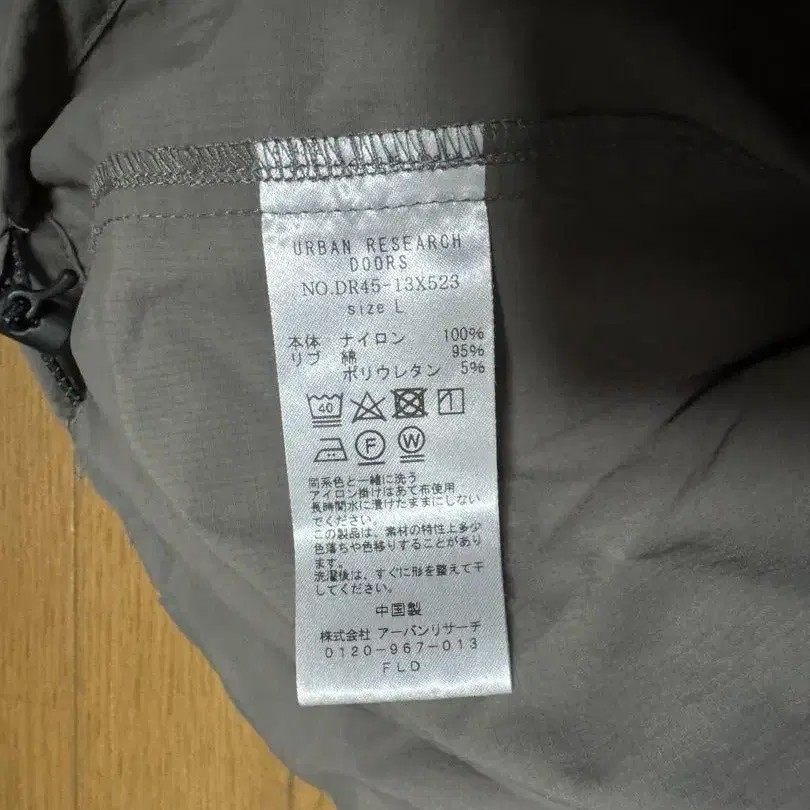 URBAN RESEARCH
DOORS
NO.DR45-13X523
size L
本体 ナイロン 100%
リブ 綿 95%
ポリウレタン 5%
40
F W
同系色と一緒に洗う
アイロン掛けはあて布使用
長時間水に漬けたままにしない
でください。
この製品は、素材の特性上多少
色落ちや色移りすることがあり
ます。
洗濯後は、すぐに形を整えて干
してください。
中国製
株式会社 アーバンリサーチ
0120-967-013
FLD